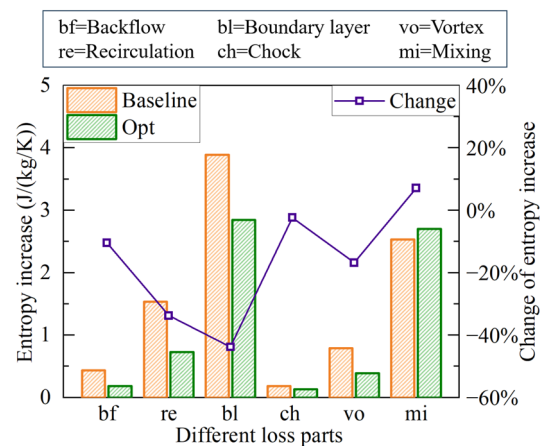 bf=Backflow bl=Boundary layer vo=Vortex
re=Recirculation ch=Chock mi=Mixing
5 40%
Baseline Change
Opt
4 20%
3 0%
2 −20%
1 −40%
0 −60%
Entropy increase (J/(kg/K))
Change of entropy increase
bf re bl ch vo mi
Different loss parts